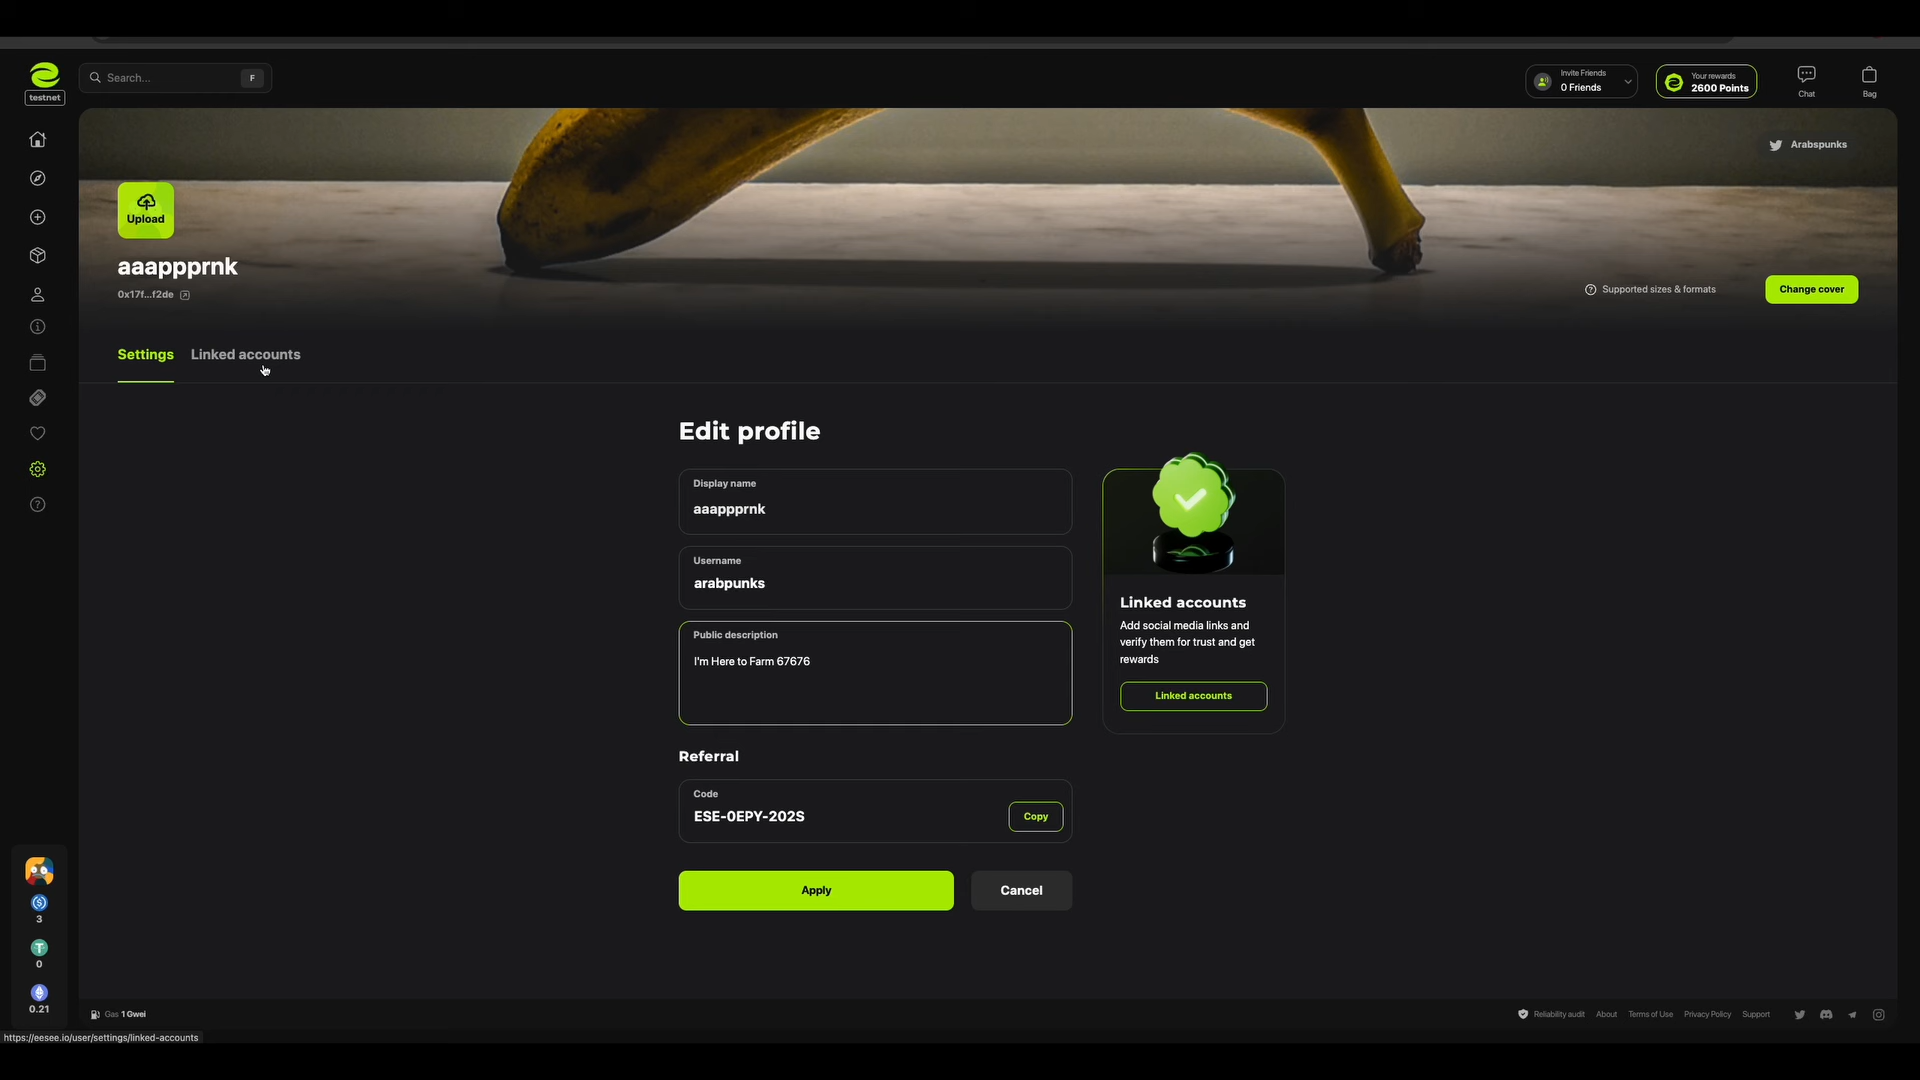 testnet
Search...
F
Invite Friends
0 Friends
Your rewards
2600 Points
Chat
Bag
Arabspunks
Upload
aaappprnk
0x17f...f2de
Supported sizes & formats
Change cover
Settings
Linked accounts
Edit profile
Display name
aaappprnk
Username
arabpunks
Public description
I'm Here to Farm 67676
Linked accounts
Add social media links and
verify them for trust and get
rewards
Linked accounts
Referral
Code
ESE-0EPY-202S
Copy
Apply
Cancel
3
0
0.21
Gas 1 Gwei
Reliability audit
About
Terms of Use
Privacy Policy
Support
https://eesee.io/user/settings/linked-accounts